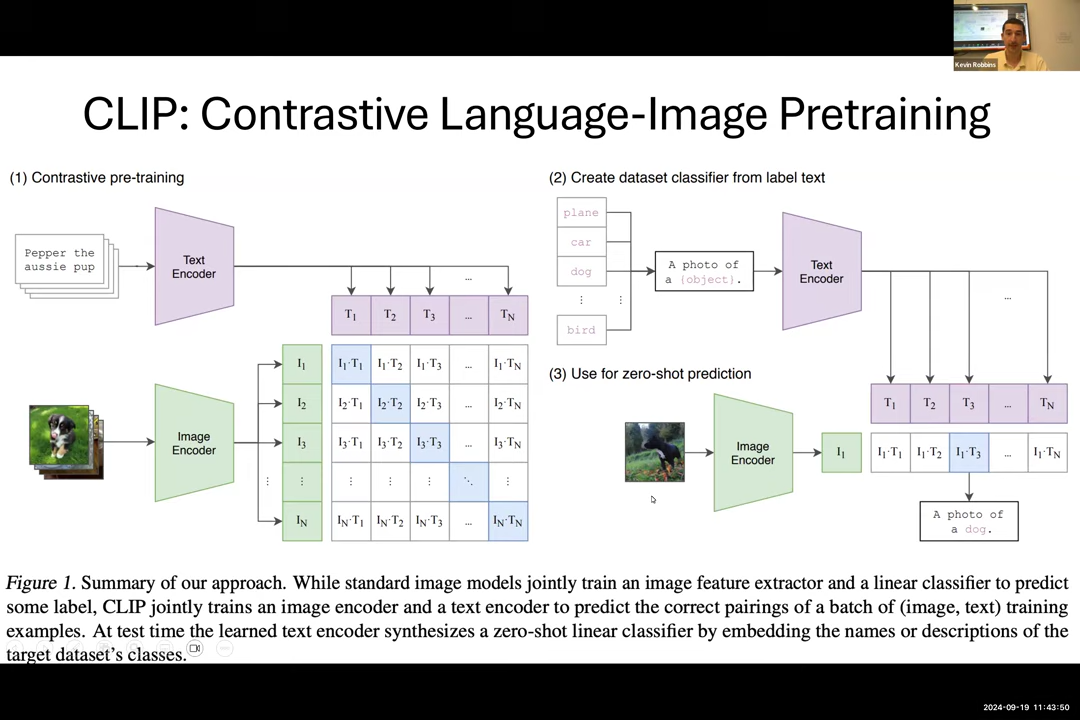 Kevin Robbins
CLIP: Contrastive Language-Image Pretraining
(1) Contrastive pre-training
Pepper the
aussie pup
Text
Encoder
...
T1 T2 T3 ... TN
Image
Encoder
I1 I1·T1 I1·T2 I1·T3 ... I1·TN
I2 I2·T1 I2·T2 I2·T3 ... I2·TN
I3 I3·T1 I3·T2 I3·T3 ... I3·TN
⋮ ⋮ ⋮ ⋮ ⋮ ⋱ ⋮
IN IN·T1 IN·T2 IN·T3 ... IN·TN
(2) Create dataset classifier from label text
plane
car
dog
⋮ ⋮
bird
A photo of
a {object}.
Text
Encoder
...
(3) Use for zero-shot prediction
T1 T2 T3 ... TN
Image
Encoder
I1 I1·T1 I1·T2 I1·T3 ... I1·TN
A photo of
a dog.
Figure 1. Summary of our approach. While standard image models jointly train an image feature extractor and a linear classifier to predict
some label, CLIP jointly trains an image encoder and a text encoder to predict the correct pairings of a batch of (image, text) training
examples. At test time the learned text encoder synthesizes a zero-shot linear classifier by embedding the names or descriptions of the
target dataset's classes.
2024-09-19 11:43:50